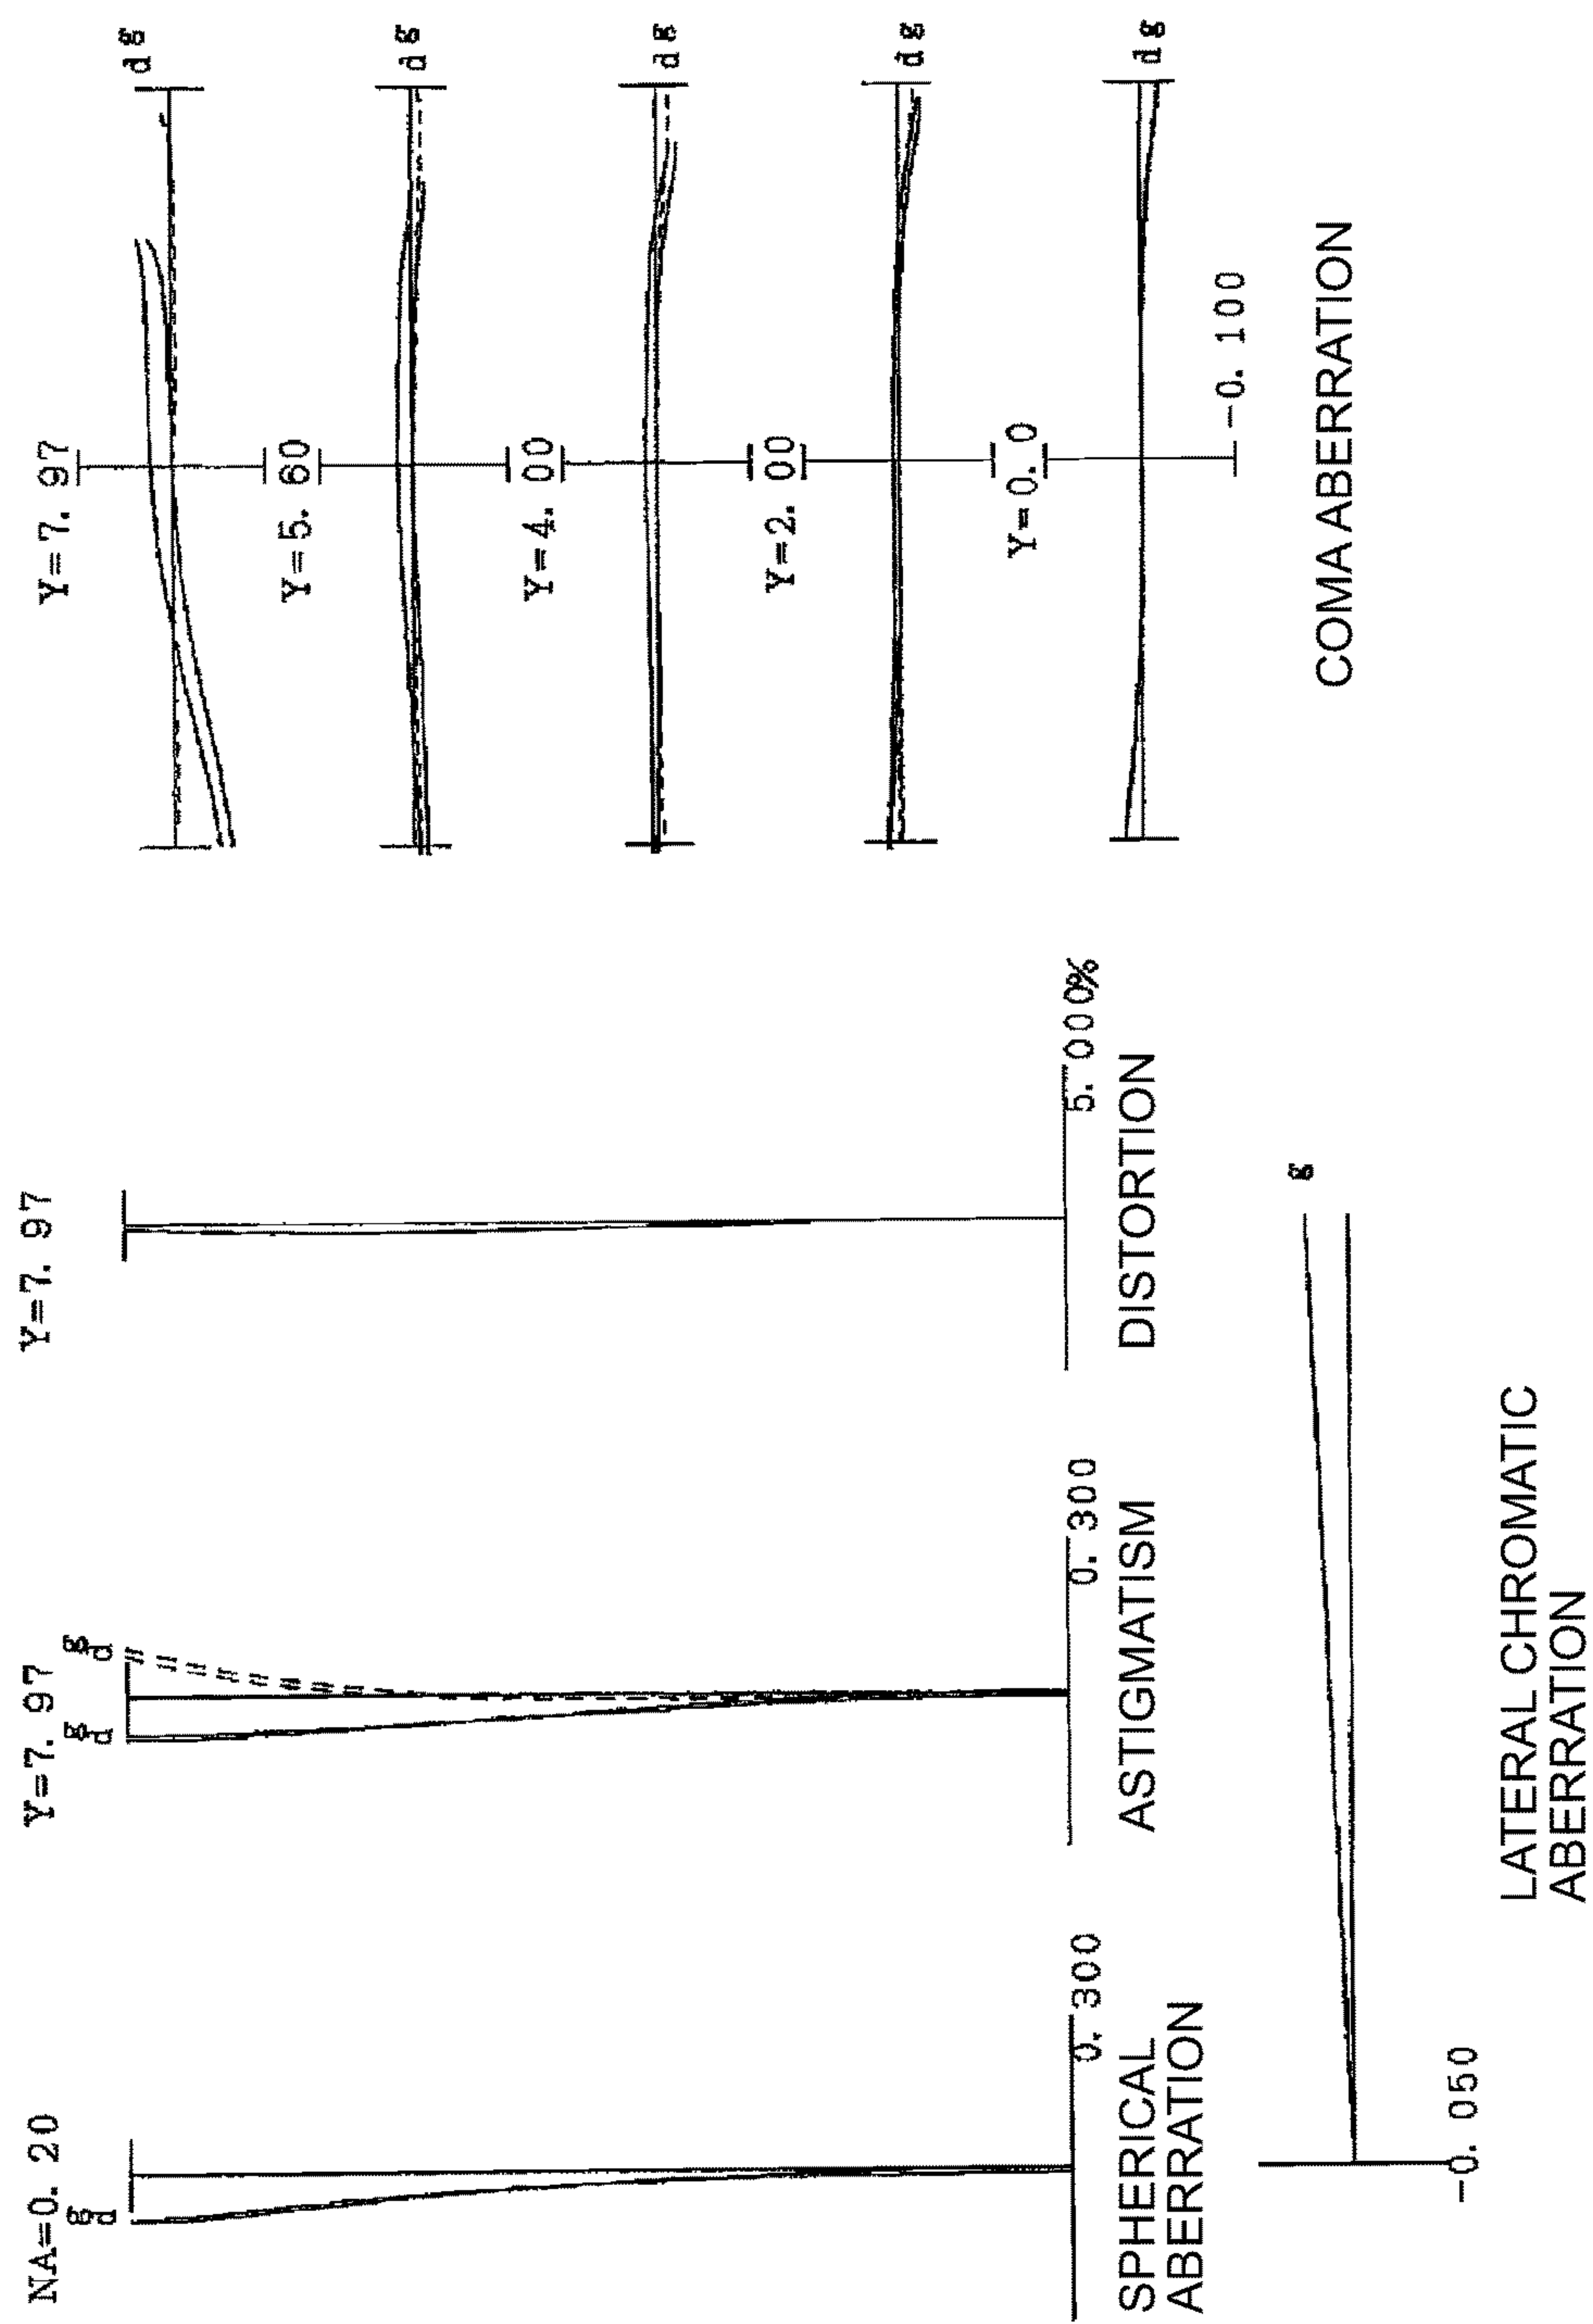 NA=0. 20
g
d
0. 300
SPHERICAL
ABERRATION
Y=7. 97
g
d
g
d
0. 300
ASTIGMATISM
Y=7. 97
5. 000%
DISTORTION
g
-0. 050
LATERAL CHROMATIC
ABERRATION
Y=7. 97
d g
Y=5. 60
d g
Y=4. 00
d g
Y=2. 00
d g
Y=0. 0
d g
-0. 100
COMA ABERRATION